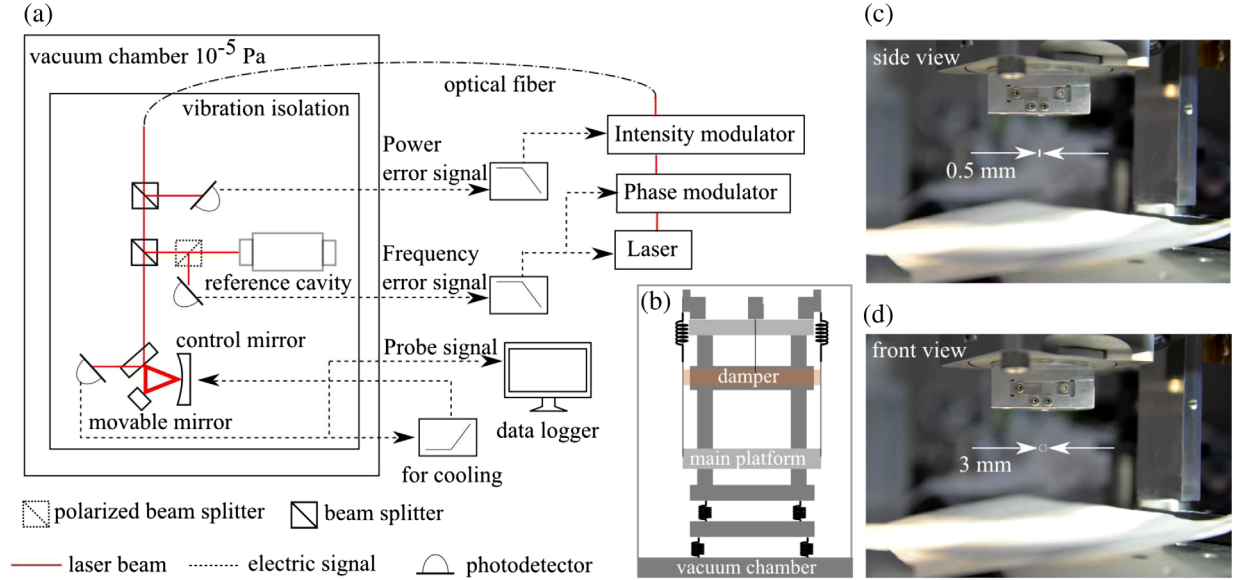 (a)
vacuum chamber 10⁻⁵ Pa
vibration isolation
optical fiber
Power
error signal
Intensity modulator
Phase modulator
Laser
Frequency
error signal
reference cavity
control mirror
movable mirror
Probe signal
data logger
for cooling
polarized beam splitter
beam splitter
laser beam
electric signal
photodetector
(b)
damper
main platform
vacuum chamber
(c)
side view
0.5 mm
(d)
front view
3 mm